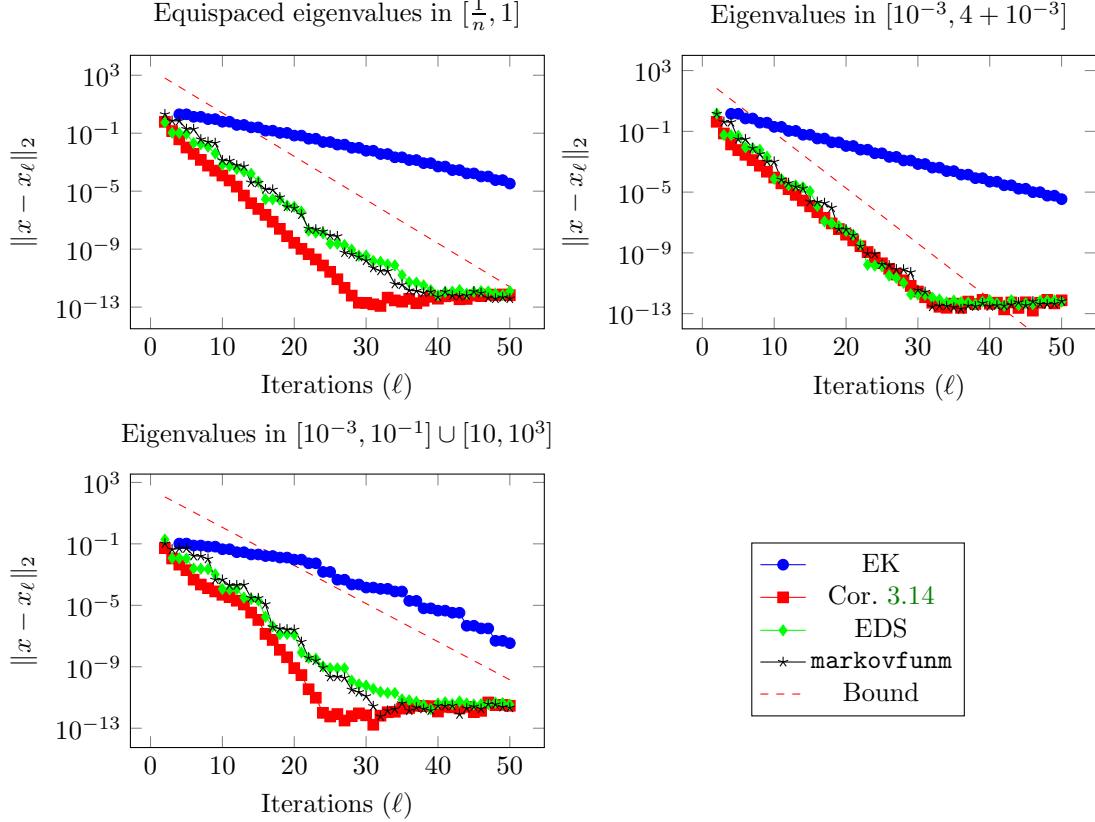 Equispaced eigenvalues in [1/n, 1]
10^3
10^−1
10^−5
10^−9
10^−13
‖x − x_ℓ‖_2
0 10 20 30 40 50
Iterations (ℓ)
Eigenvalues in [10^−3, 4 + 10^−3]
10^3
10^−1
10^−5
10^−9
10^−13
‖x − x_ℓ‖_2
0 10 20 30 40 50
Iterations (ℓ)
Eigenvalues in [10^−3, 10^−1] ∪ [10, 10^3]
10^3
10^−1
10^−5
10^−9
10^−13
‖x − x_ℓ‖_2
0 10 20 30 40 50
Iterations (ℓ)
EK
Cor. 3.14
EDS
markovfunm
Bound